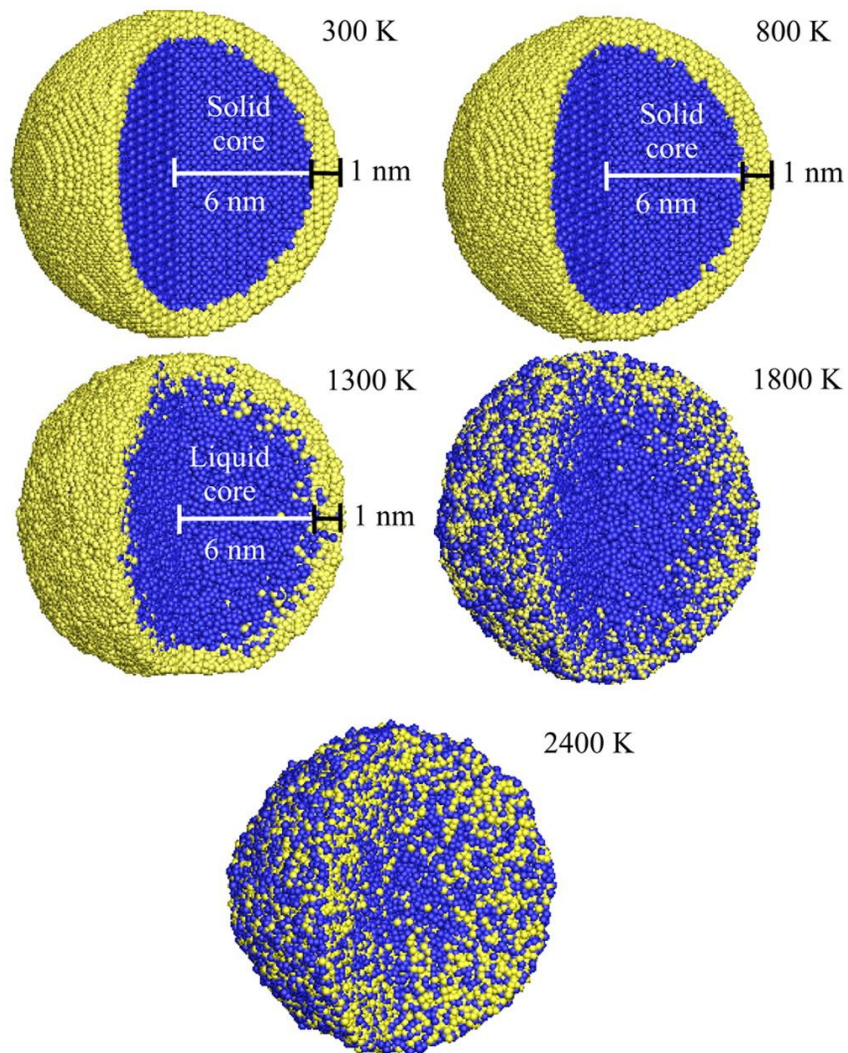 300 K
Solid
core
6 nm
1 nm
800 K
Solid
core
6 nm
1 nm
1300 K
Liquid
core
6 nm
1 nm
1800 K
2400 K